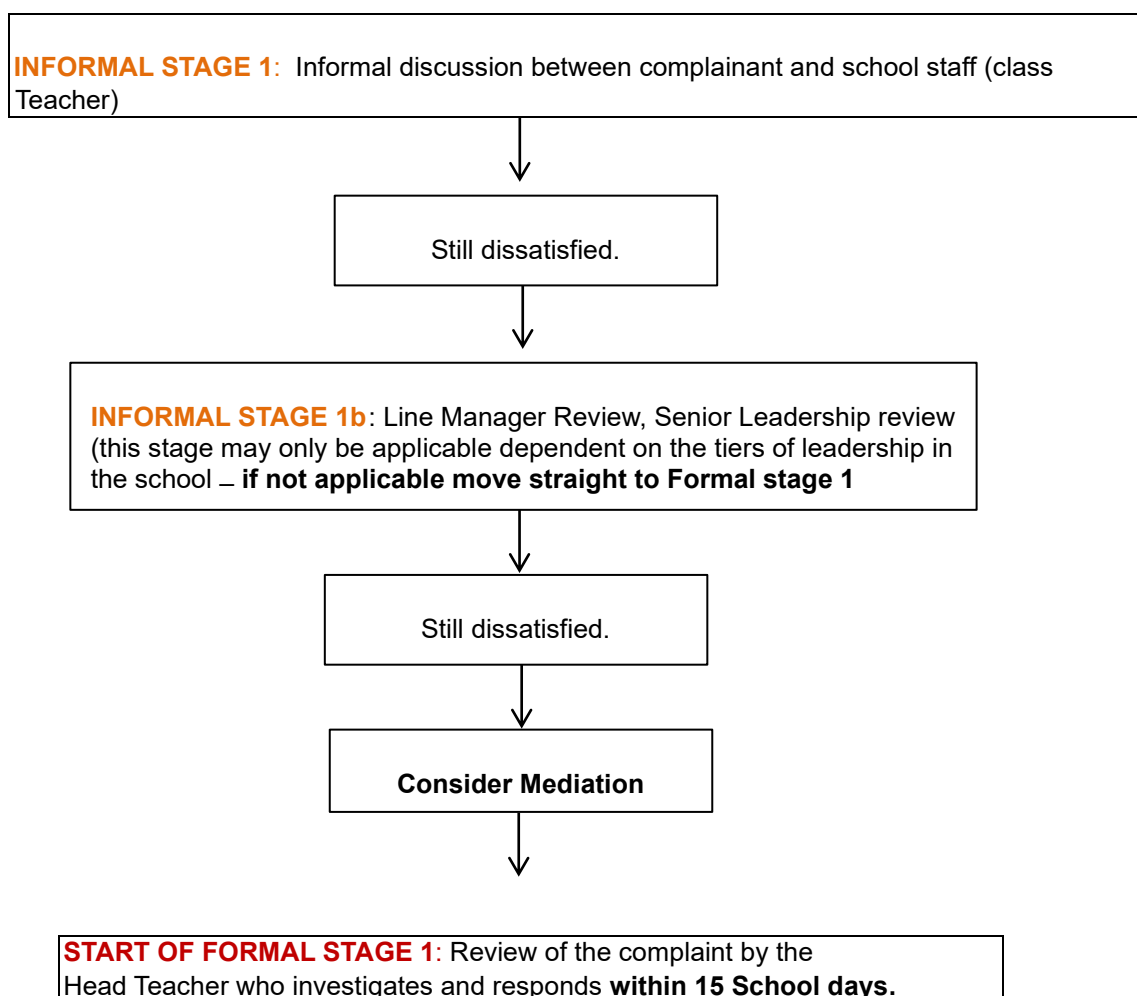 INFORMAL STAGE 1: Informal discussion between complainant and school staff (class
Teacher)
Still dissatisfied.
INFORMAL STAGE 1b: Line Manager Review, Senior Leadership review
(this stage may only be applicable dependent on the tiers of leadership in
the school – if not applicable move straight to Formal stage 1
Still dissatisfied.
Consider Mediation
START OF FORMAL STAGE 1: Review of the complaint by the
Head Teacher who investigates and responds within 15 School days.